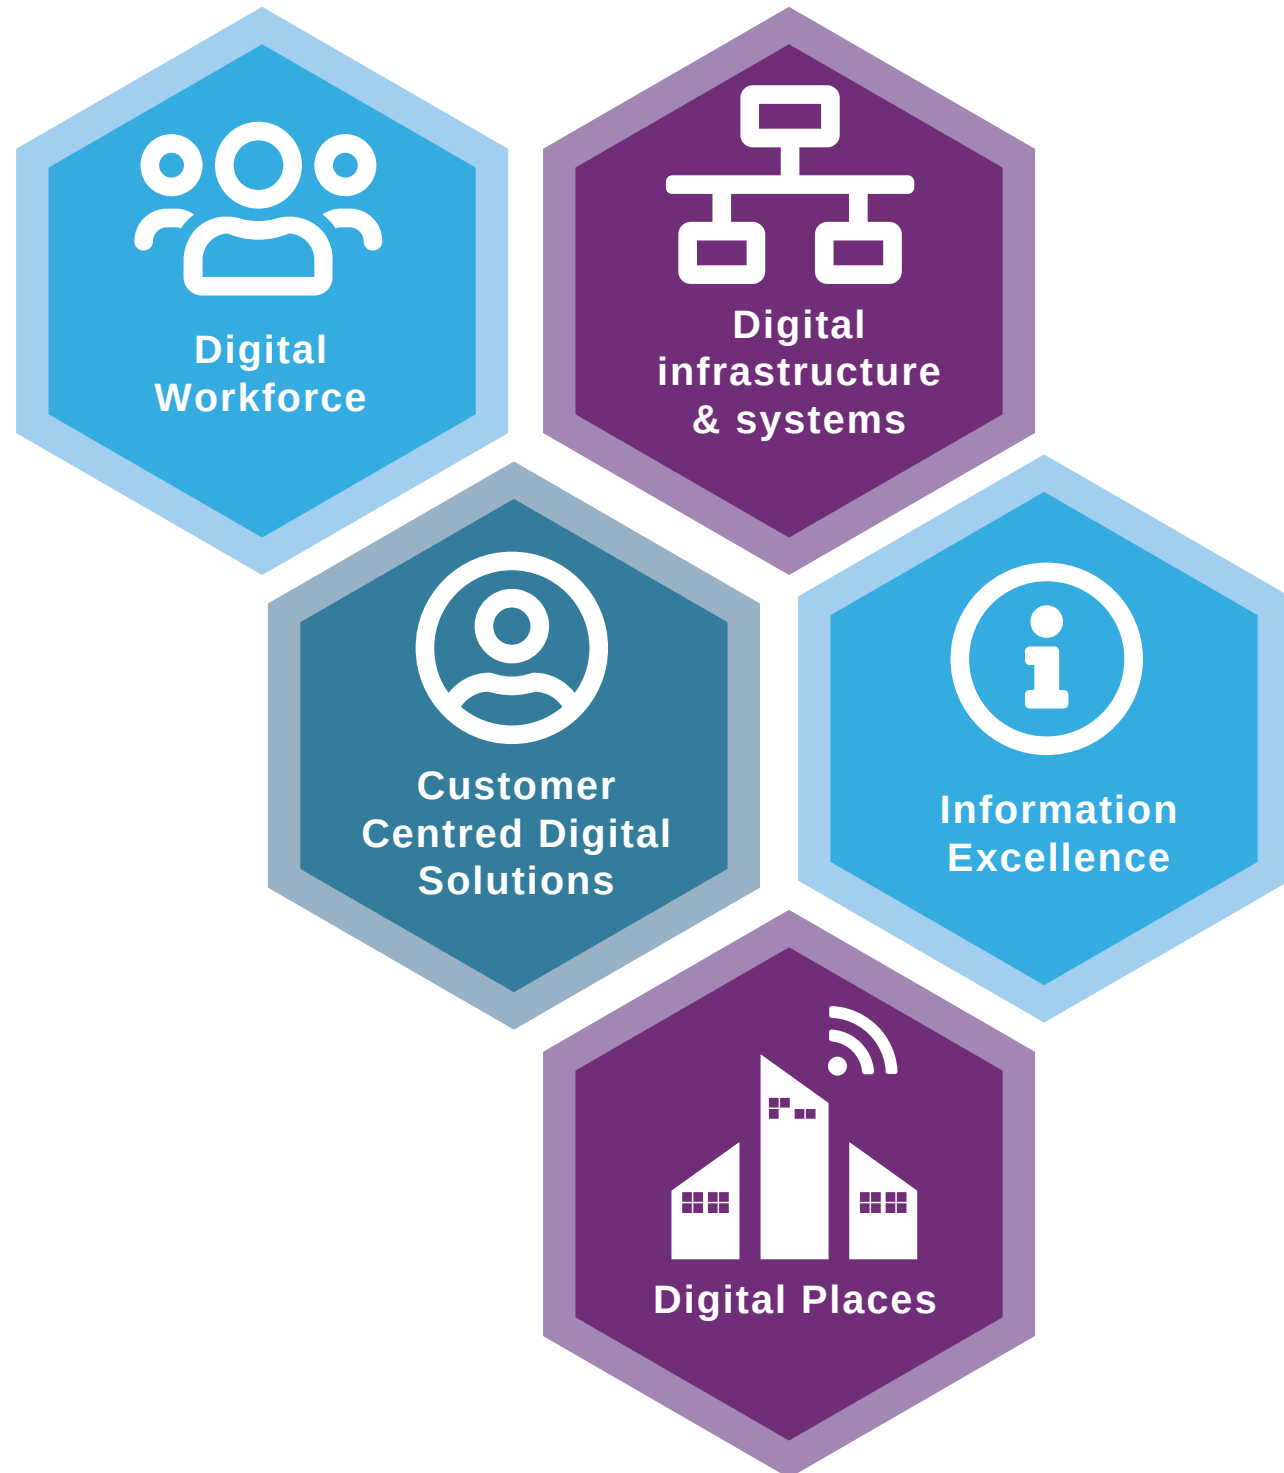 Digital
Workforce
Digital
infrastructure
& systems
Customer
Centred Digital
Solutions
Information
Excellence
Digital Places